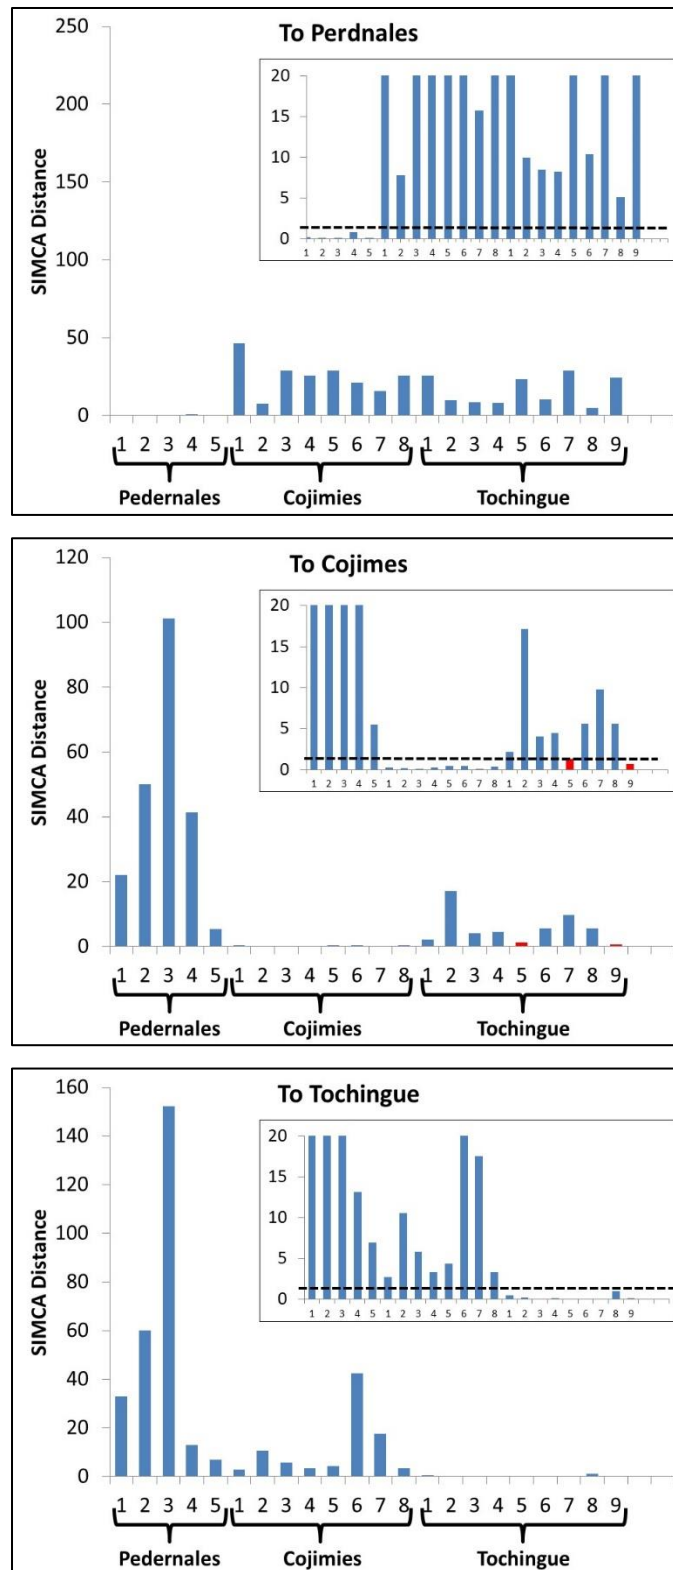 To Perdnales
250
200
150
100
50
0
SIMCA Distance
20
15
10
5
0
1 2 3 4 5 1 2 3 4 5 6 7 8 1 2 3 4 5 6 7 8 9
1 2 3 4 5 1 2 3 4 5 6 7 8 1 2 3 4 5 6 7 8 9
Pedernales Cojimies Tochingue
To Cojimes
120
100
80
60
40
20
0
SIMCA Distance
20
15
10
5
0
1 2 3 4 5 1 2 3 4 5 6 7 8 1 2 3 4 5 6 7 8 9
1 2 3 4 5 1 2 3 4 5 6 7 8 1 2 3 4 5 6 7 8 9
Pedernales Cojimies Tochingue
To Tochingue
160
140
120
100
80
60
40
20
0
SIMCA Distance
20
15
10
5
0
1 2 3 4 5 1 2 3 4 5 6 7 8 1 2 3 4 5 6 7 8 9
1 2 3 4 5 1 2 3 4 5 6 7 8 1 2 3 4 5 6 7 8 9
Pedernales Cojimies Tochingue